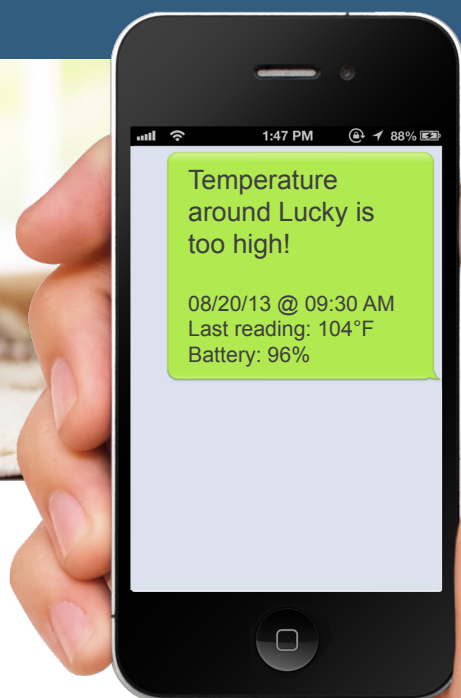 1:47 PM 88%
Temperature
around Lucky is
too high!
08/20/13 @ 09:30 AM
Last reading: 104°F
Battery: 96%